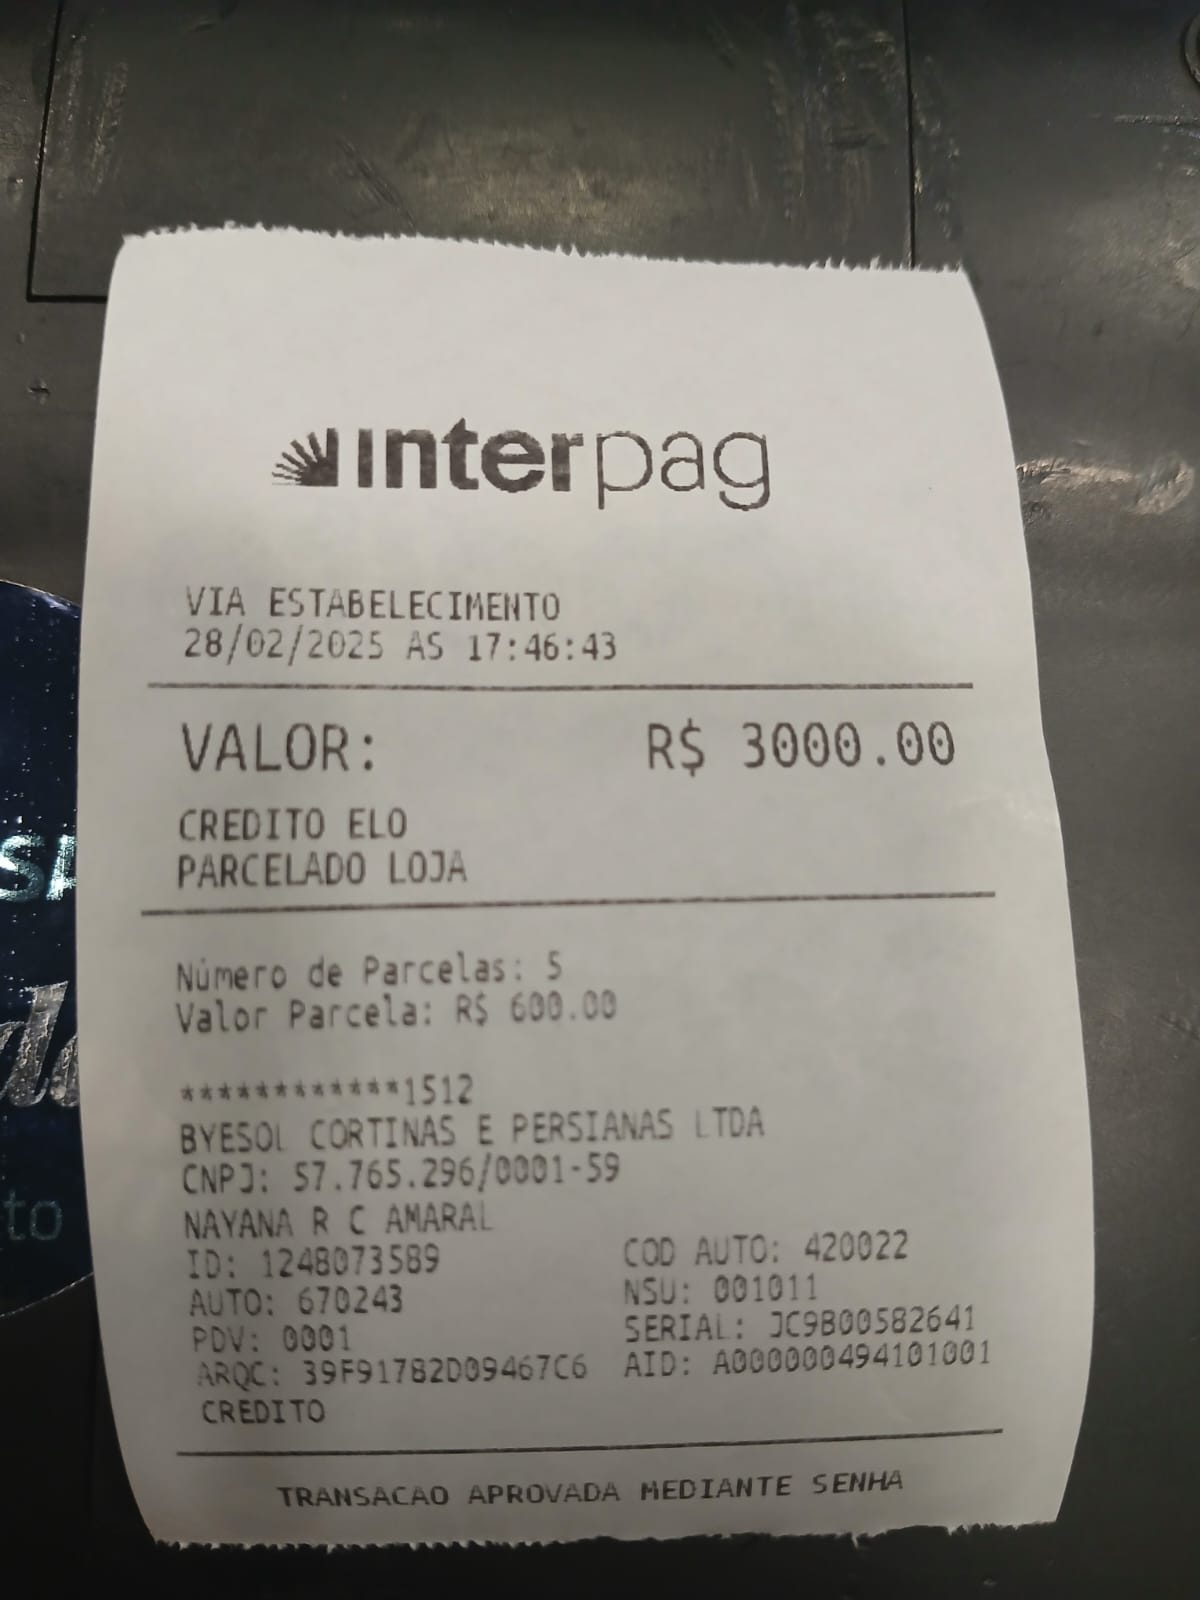 interpag
VIA ESTABELECIMENTO
28/02/2025 AS 17:46:43
VALOR: R$ 3000.00
CREDITO ELO
PARCELADO LOJA
Número de Parcelas: 5
Valor Parcela: R$ 600.00
************1512
BYESOL CORTINAS E PERSIANAS LTDA
CNPJ: 57.765.296/0001-59
NAYANA R C AMARAL
ID: 1248073589 COD AUTO: 420022
AUTO: 670243 NSU: 001011
PDV: 0001 SERIAL: JC9B00582641
ARQC: 39F91782D09467C6 AID: A0000000494101001
CREDITO
TRANSACAO APROVADA MEDIANTE SENHA
to